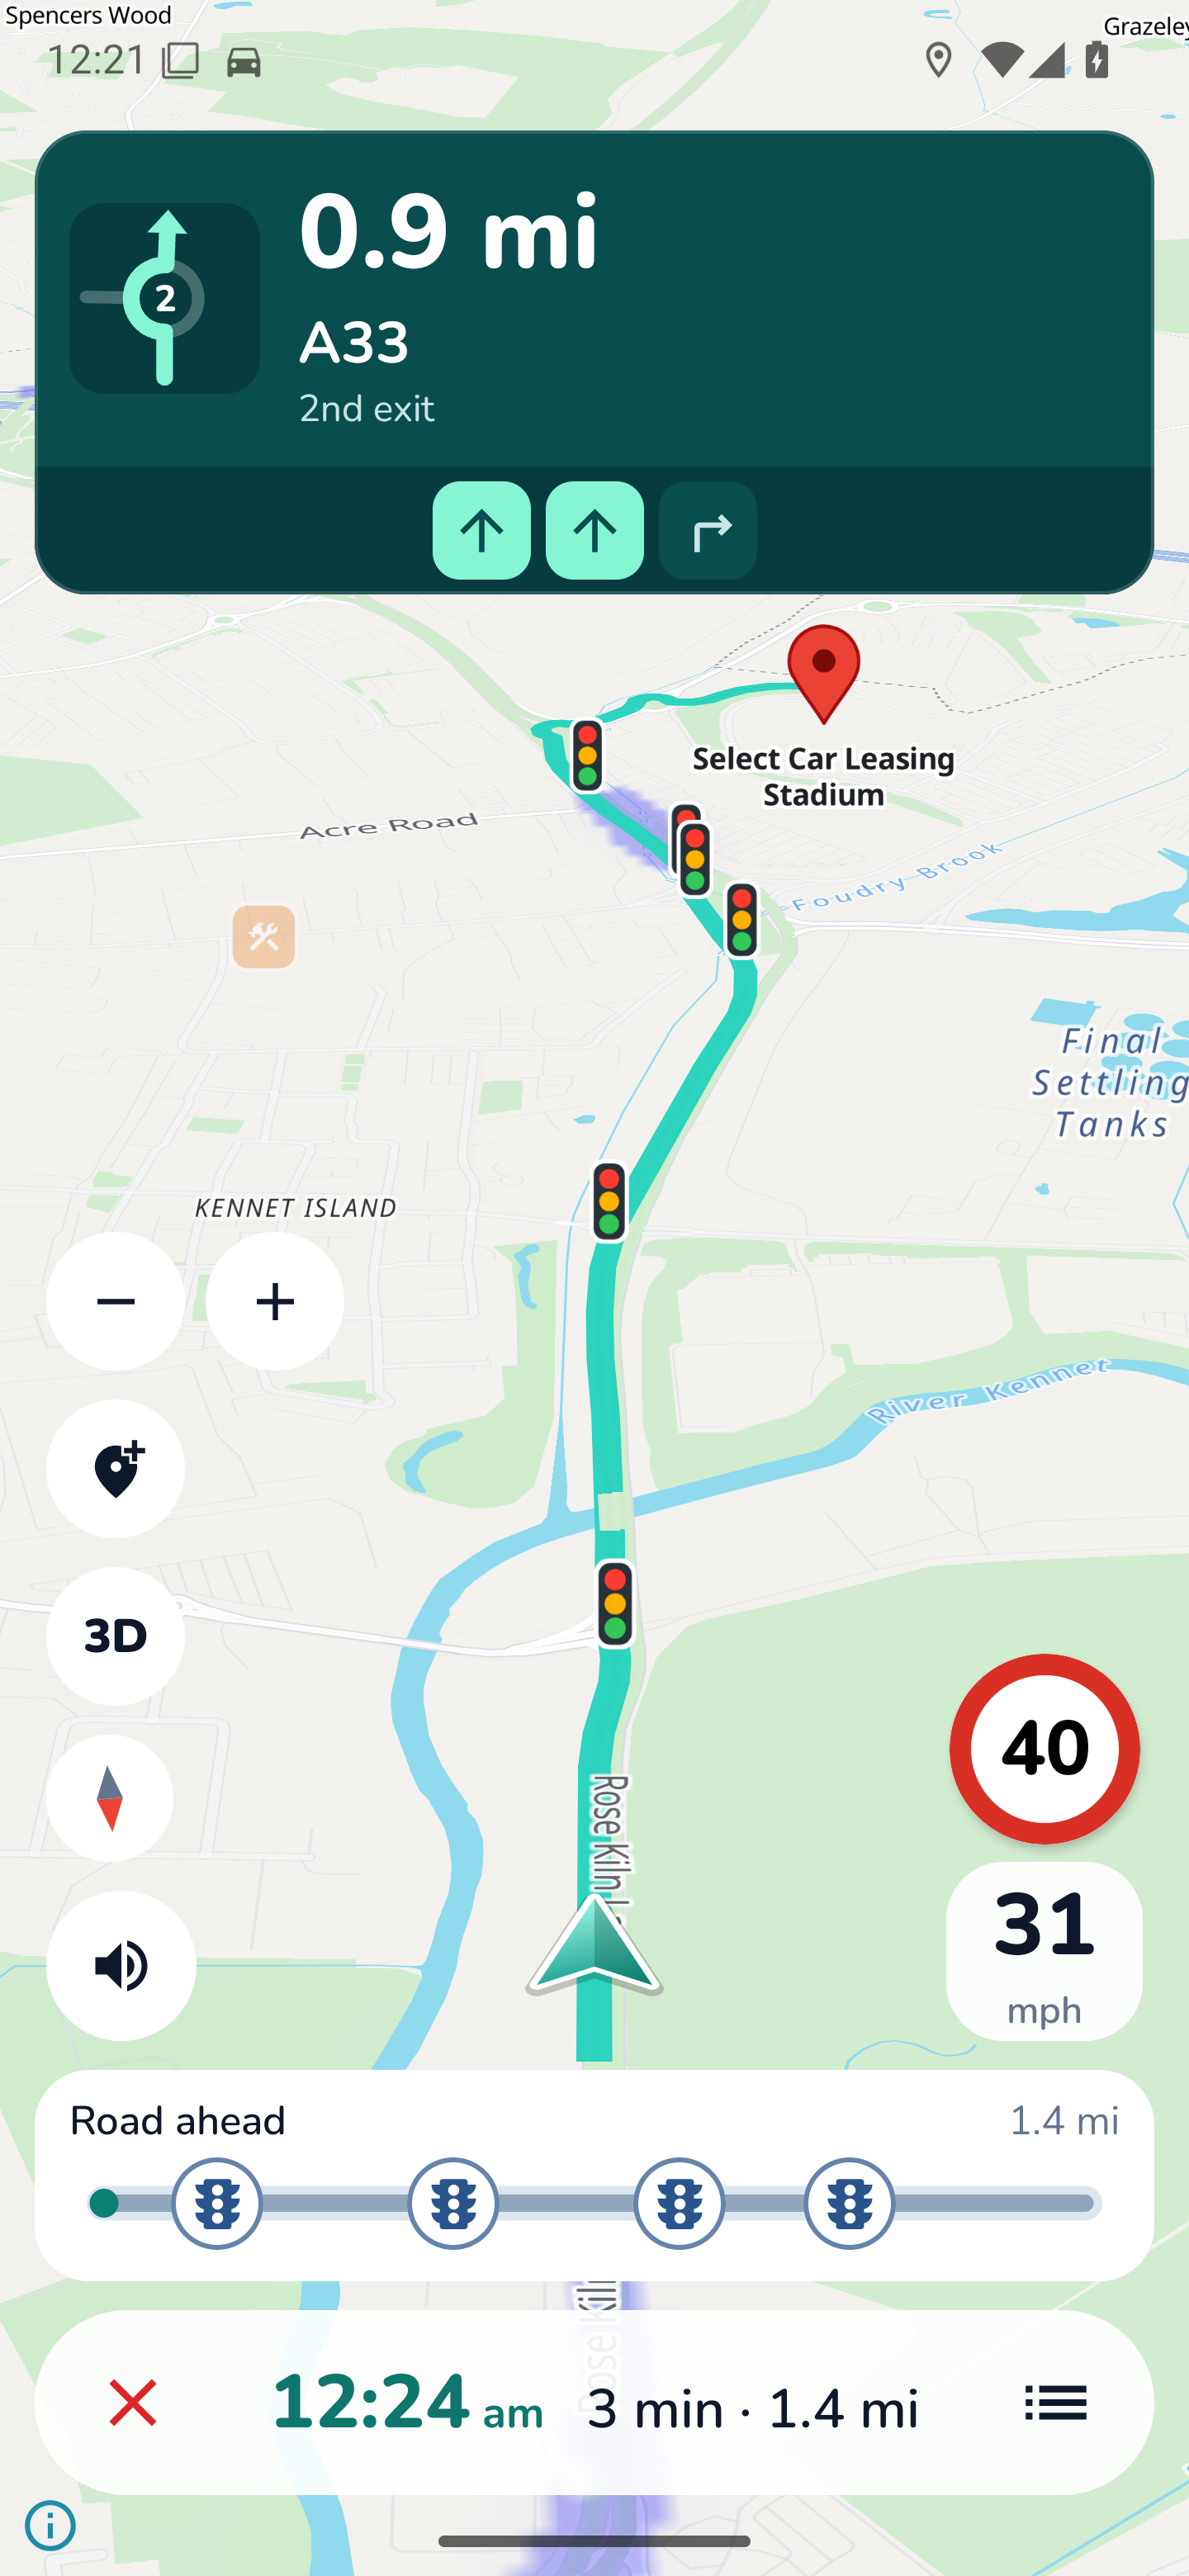 Spencers Wood
Grazeley
12:21
0.9 mi
2
A33
2nd exit
Select Car Leasing
Stadium
Acre Road
Foudry Brook
Final
Settling
Tanks
KENNET ISLAND
River Kennet
3D
40
Rose Kiln
31
mph
Road ahead
1.4 mi
12:24 am
3 min · 1.4 mi